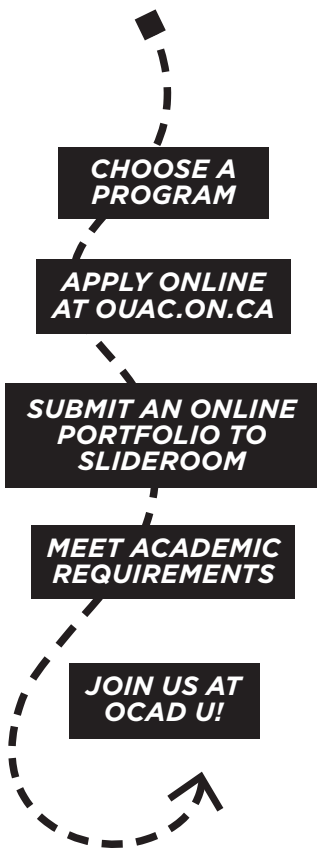 CHOOSE A
PROGRAM
APPLY ONLINE
AT OUAC.ON.CA
SUBMIT AN ONLINE
PORTFOLIO TO
SLIDEROOM
MEET ACADEMIC
REQUIREMENTS
JOIN US AT
OCAD U!